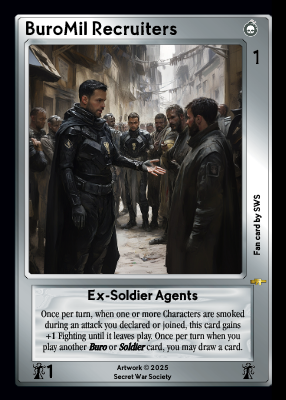 BuroMil Recruiters
1
Fan card by SWS
Ex-Soldier Agents
Once per turn, when one or more Characters are smoked
during an attack you declared or joined, this card gains
+1 Fighting until it leaves play. Once per turn when you
play another Buro or Soldier card, you may draw a card.
1
Artwork © 2025
Secret War Society